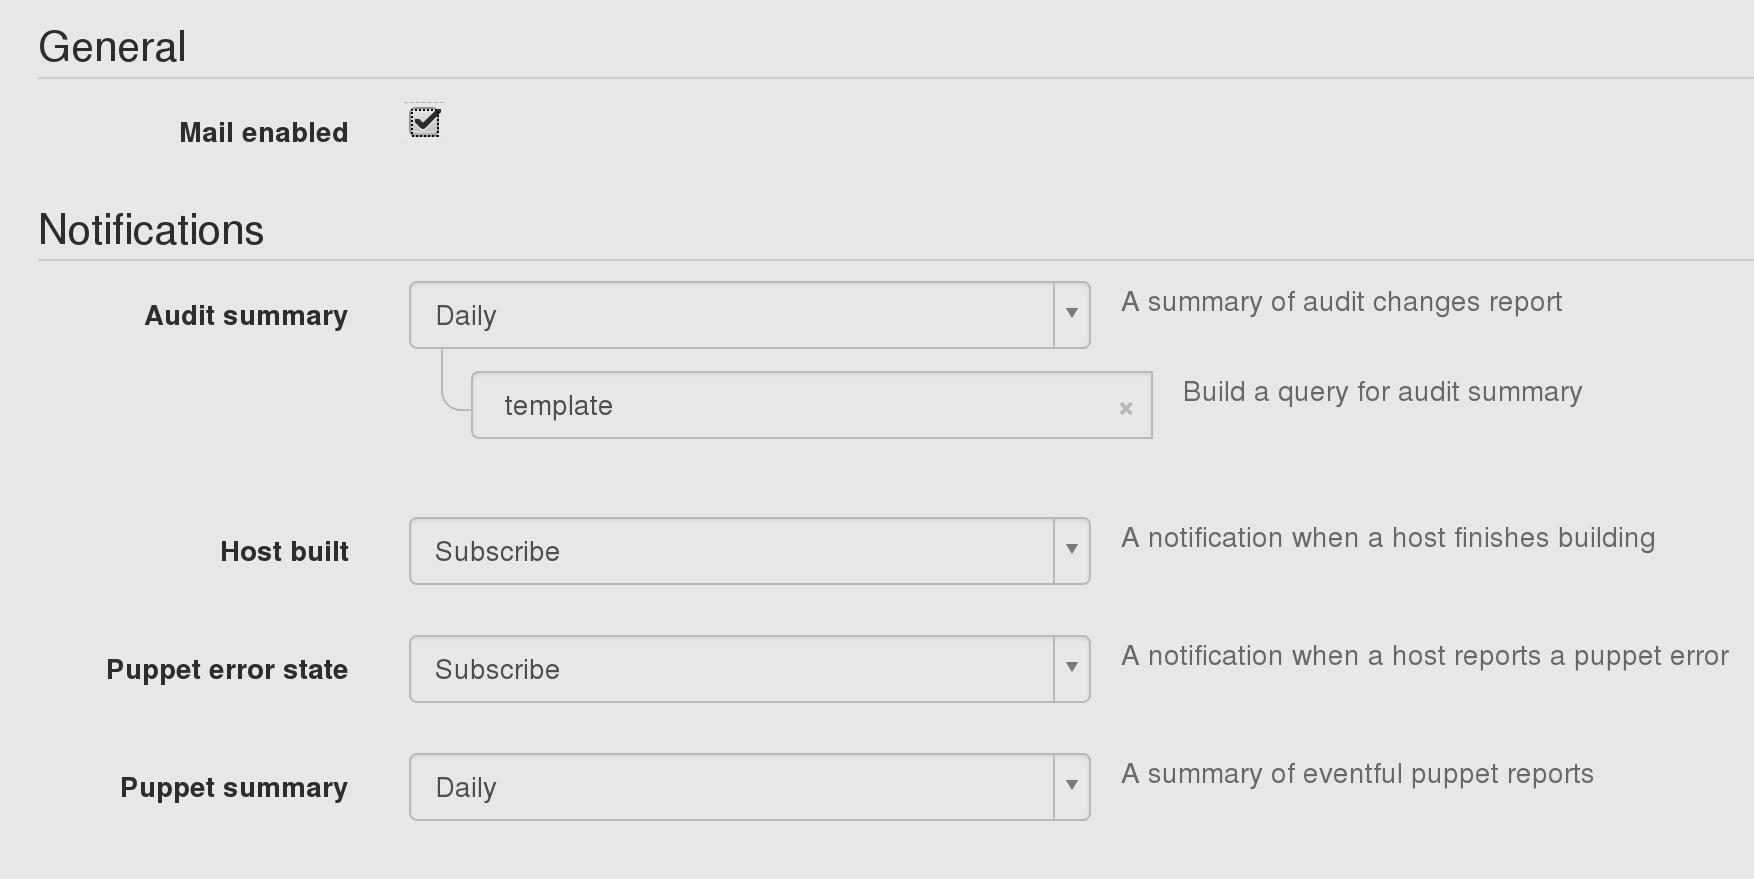 General
Mail enabled
Notifications
Audit summary Daily A summary of audit changes report
template Build a query for audit summary
Host built Subscribe A notification when a host finishes building
Puppet error state Subscribe A notification when a host reports a puppet error
Puppet summary Daily A summary of eventful puppet reports